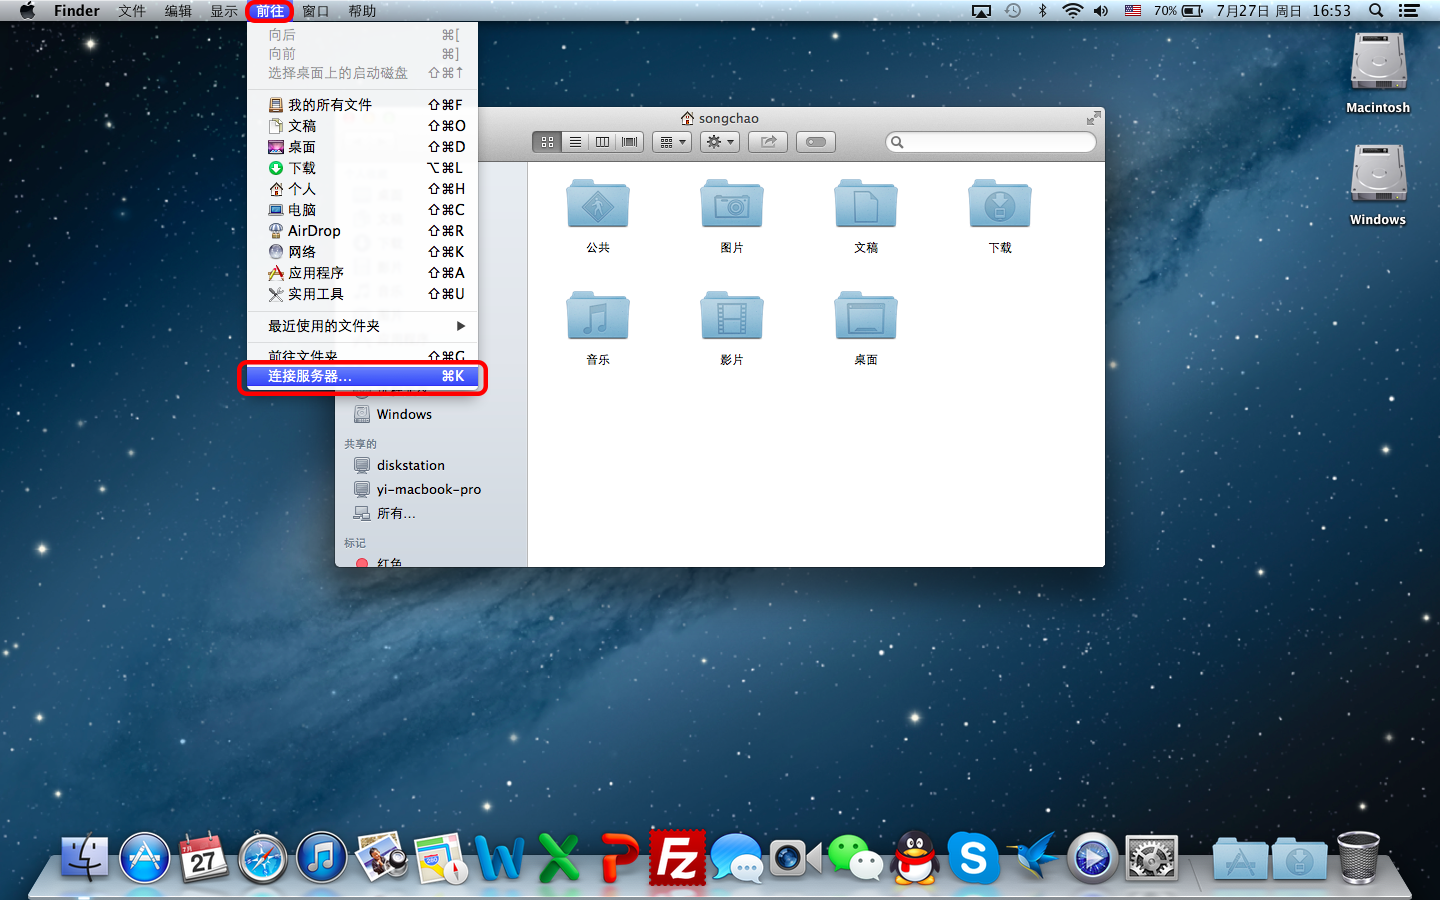 Finder 文件 编辑 显示 前往 窗口 帮助 70% 7月27日 周日 16:53
向后 ⌘[
向前 ⌘]
选择桌面上的启动磁盘 ⇧⌘↑
我的所有文件 ⇧⌘F
文稿 ⇧⌘O
桌面 ⇧⌘D
下载 ⌥⌘L
个人 ⇧⌘H
电脑 ⇧⌘C
AirDrop ⇧⌘R
网络 ⇧⌘K
应用程序 ⇧⌘A
实用工具 ⇧⌘U
最近使用的文件夹 ▶
前往文件夹 ⇧⌘G
连接服务器... ⌘K
songchao
公共 图片 文稿 下载
音乐 影片 桌面
Windows
共享的
diskstation
yi-macbook-pro
所有...
标记
红色
Macintosh
Windows
7月
27
280
W X P Fz S